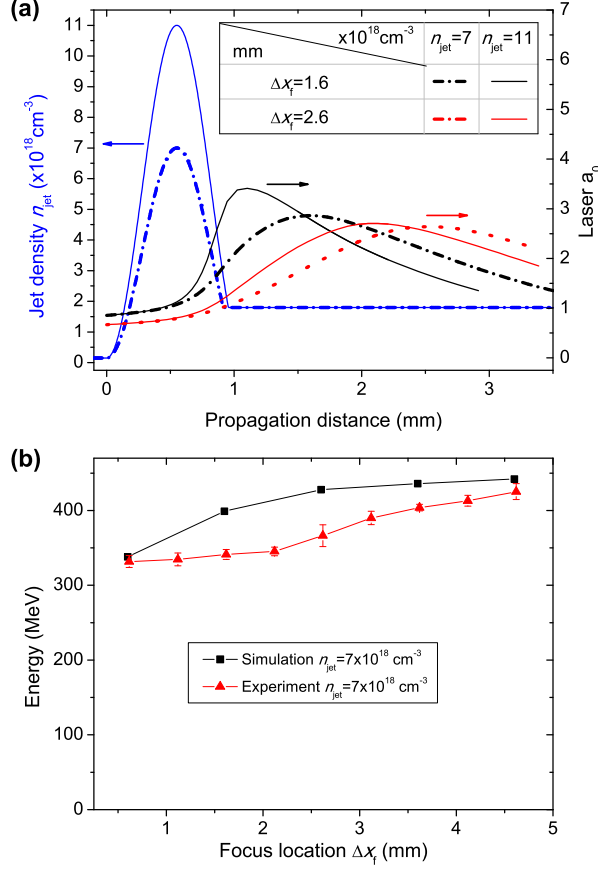 (a)
11
10
9
8
7
6
5
4
3
2
1
0
Jet density n_jet (x10^18 cm^-3)
7
6
5
4
3
2
1
0
Laser a_0
x10^18 cm^-3
mm
n_jet=7
n_jet=11
Δx_f=1.6
Δx_f=2.6
0
1
2
3
Propagation distance (mm)
(b)
400
300
200
100
0
Energy (MeV)
Simulation n_jet=7x10^18 cm^-3
Experiment n_jet=7x10^18 cm^-3
0
1
2
3
4
5
Focus location Δx_f (mm)